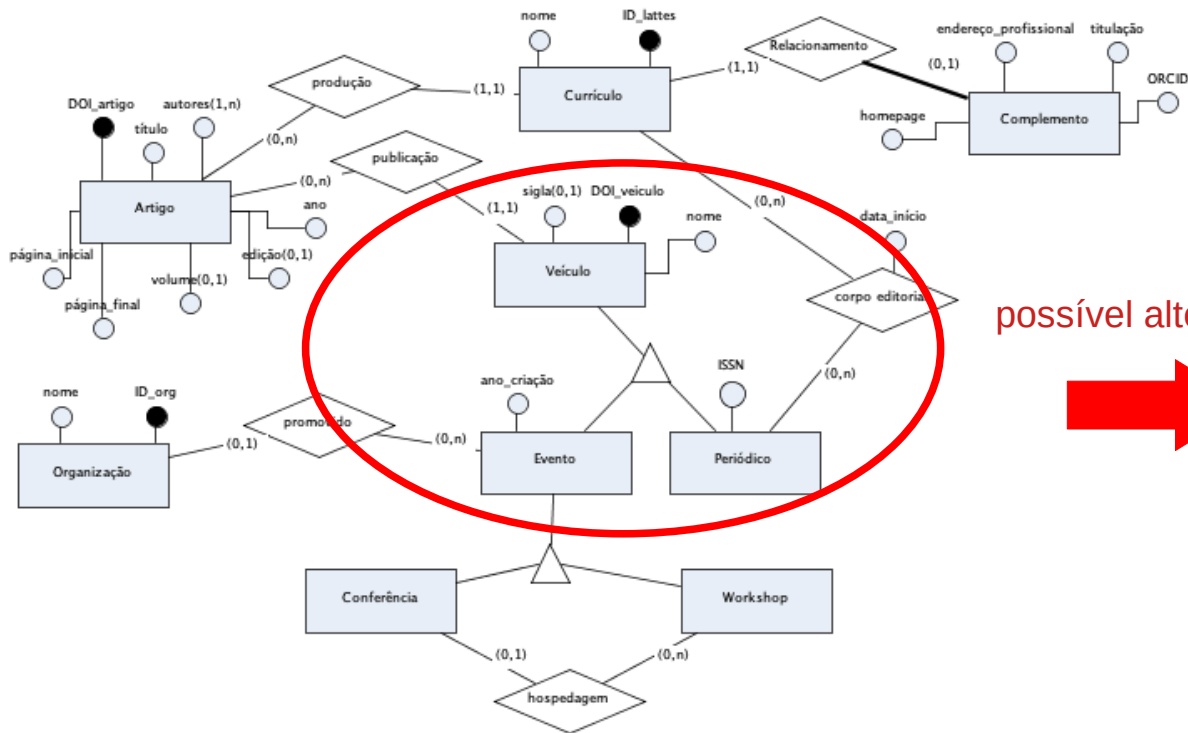 nome
ID_lattes
endereço_profissional
titulação
Relacionamento
(0,1)
ORCID
produção
(1,1)
(1,1)
Currículo
DOI_artigo
autores(1,n)
título
homepage
Complemento
(0,n)
publicação
(0,n)
sigla(0,1)
DOI_veiculo
nome
(0,n)
data_início
Artigo
ano
(1,1)
página_inicial
edição(0,1)
Veículo
volume(0,1)
página_final
corpo editorial
possível alte
ISSN
ano_criação
(0,n)
nome
ID_org
promovido
(0,1)
(0,n)
Organização
Evento
Periódico
Conferência
Workshop
(0,1)
(0,n)
hospedagem